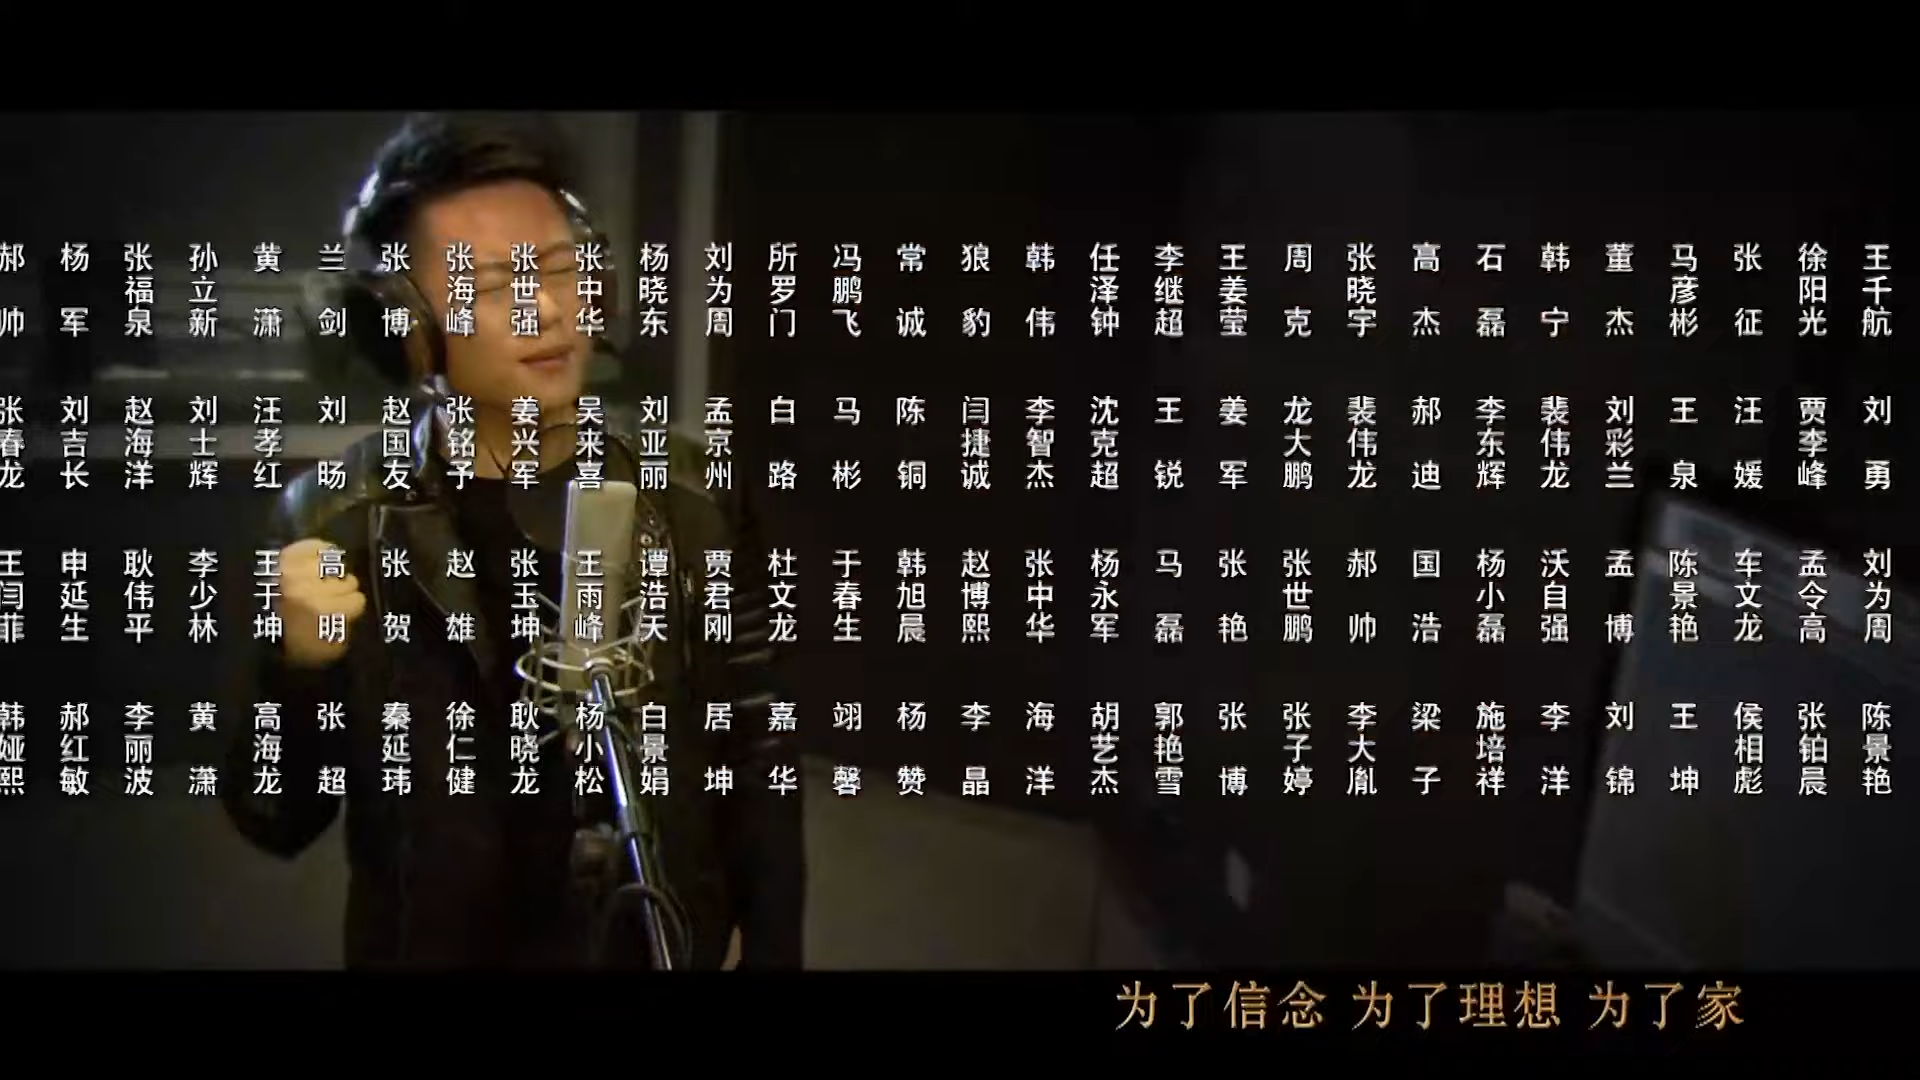 郝帅 杨军 张福泉 孙立新 黄潇 兰剑 张博 张海峰 张世强 张中华 杨晓东 刘为周 所罗门 冯鹏飞 常诚 狼豹 韩伟 任泽钟 李继超 王姜莹 周克 张晓宇 高杰 石磊 韩宁 董杰 马彦彬 张征 徐阳光 王千航
张春龙 刘吉长 赵海洋 刘士辉 汪孝红 刘旸 赵国友 张铭予 姜兴军 吴来喜 刘亚丽 孟京州 白路 马彬 陈铜 闫捷诚 李智杰 沈克超 王锐 姜军 龙大鹏 裴伟龙 郝迪 李东辉 裴伟龙 刘彩兰 王泉 汪媛 贾李峰 刘勇
王闫菲 申延生 耿伟平 李少林 王于坤 高明 张贺 赵雄 张玉坤 王雨峰 谭浩天 贾君刚 杜文龙 于春生 韩旭晨 赵博熙 张中华 杨永军 马磊 张艳 张世鹏 郝帅 国浩 杨小磊 沃自强 孟博 陈景艳 车文龙 孟令高 刘为周
韩娅熙 郝红敏 李丽波 黄潇 高海龙 张超 秦延玮 徐仁健 耿晓龙 杨小松 白景娟 居坤 嘉华 翊馨 杨赞 李晶 海洋 胡艺杰 郭艳雪 张博 张子婷 李大胤 梁子 施培祥 李洋 刘锦 王坤 侯相彪 张铂晨 陈景艳
为了信念 为了理想 为了家